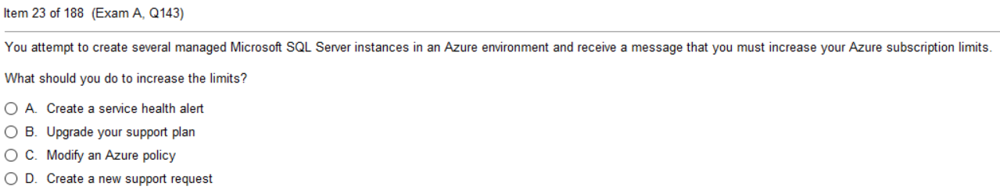 Item 23 of 188 (Exam A, Q143)
You attempt to create several managed Microsoft SQL Server instances in an Azure environment and receive a message that you must increase your Azure subscription limits.
What should you do to increase the limits?
A. Create a service health alert
B. Upgrade your support plan
C. Modify an Azure policy
D. Create a new support request